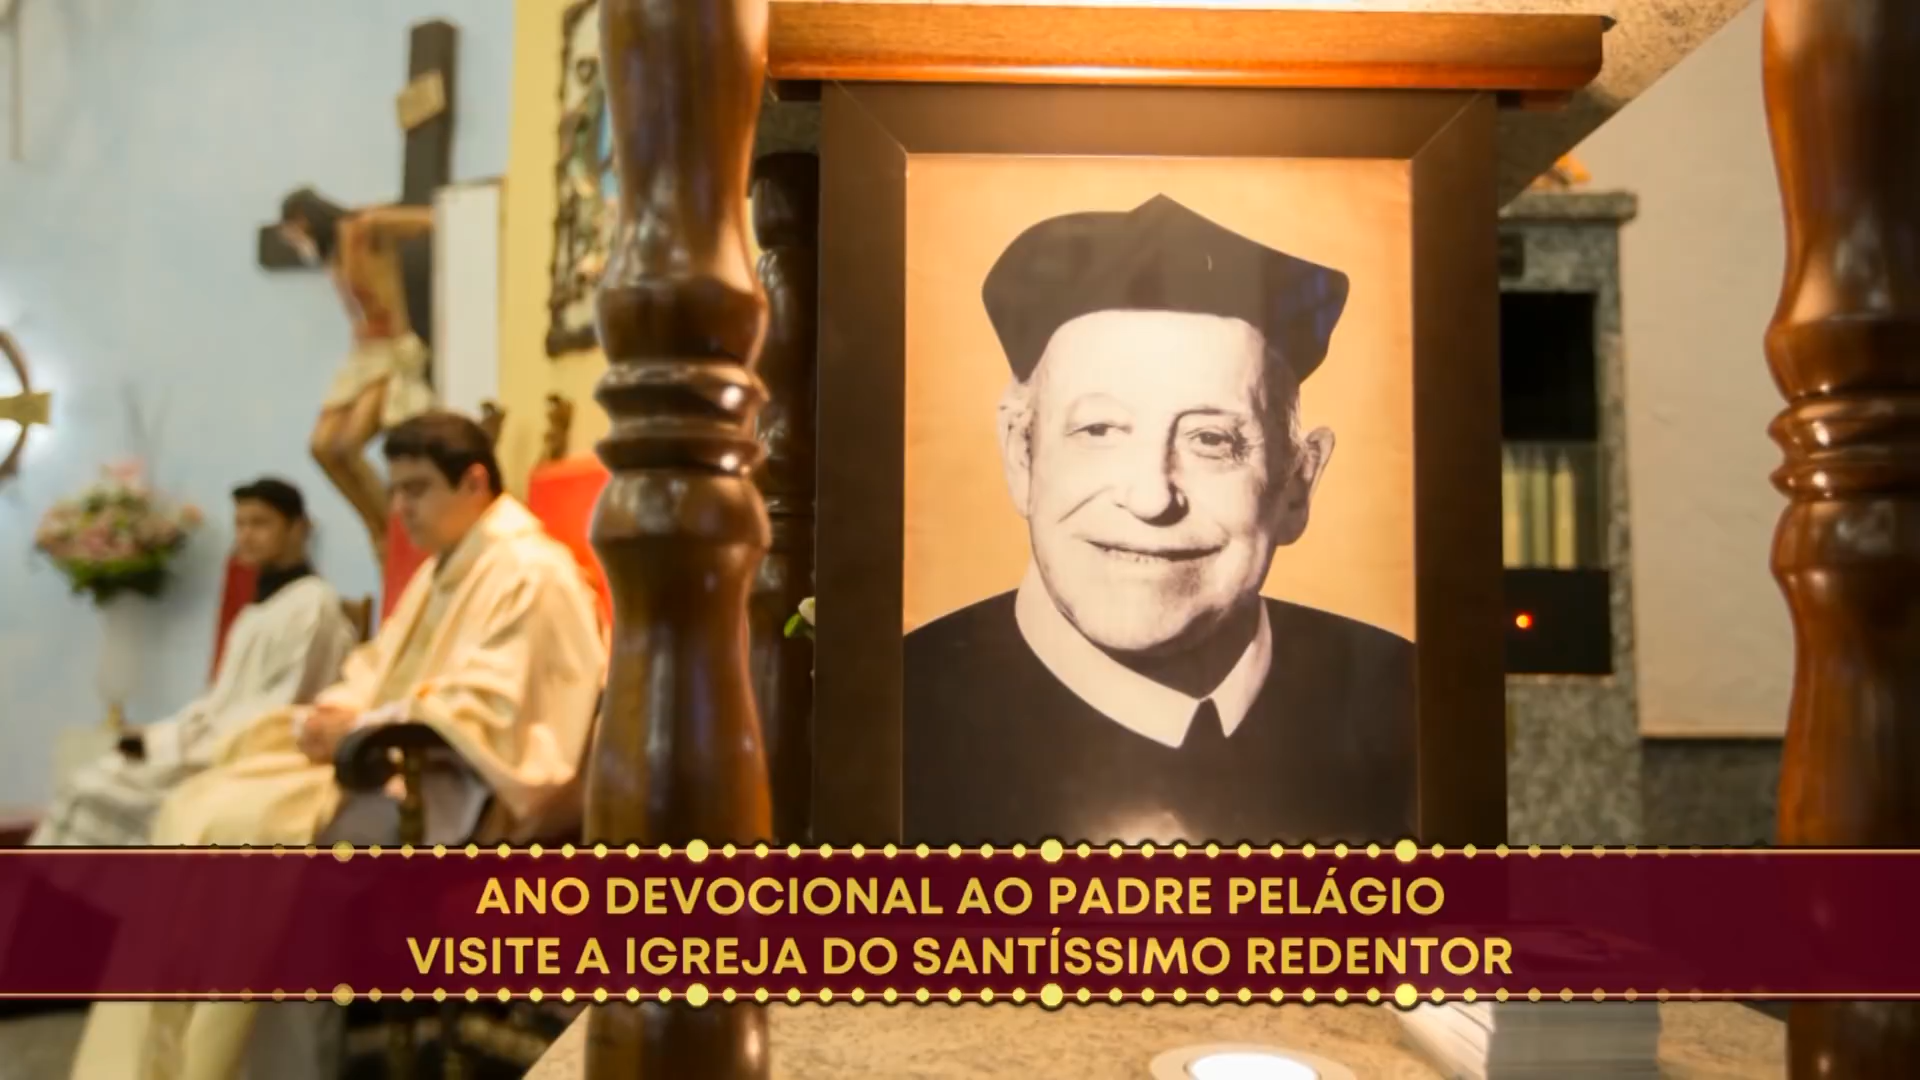 ANO DEVOCIONAL AO PADRE PELÁGIO
VISITE A IGREJA DO SANTÍSSIMO REDENTOR